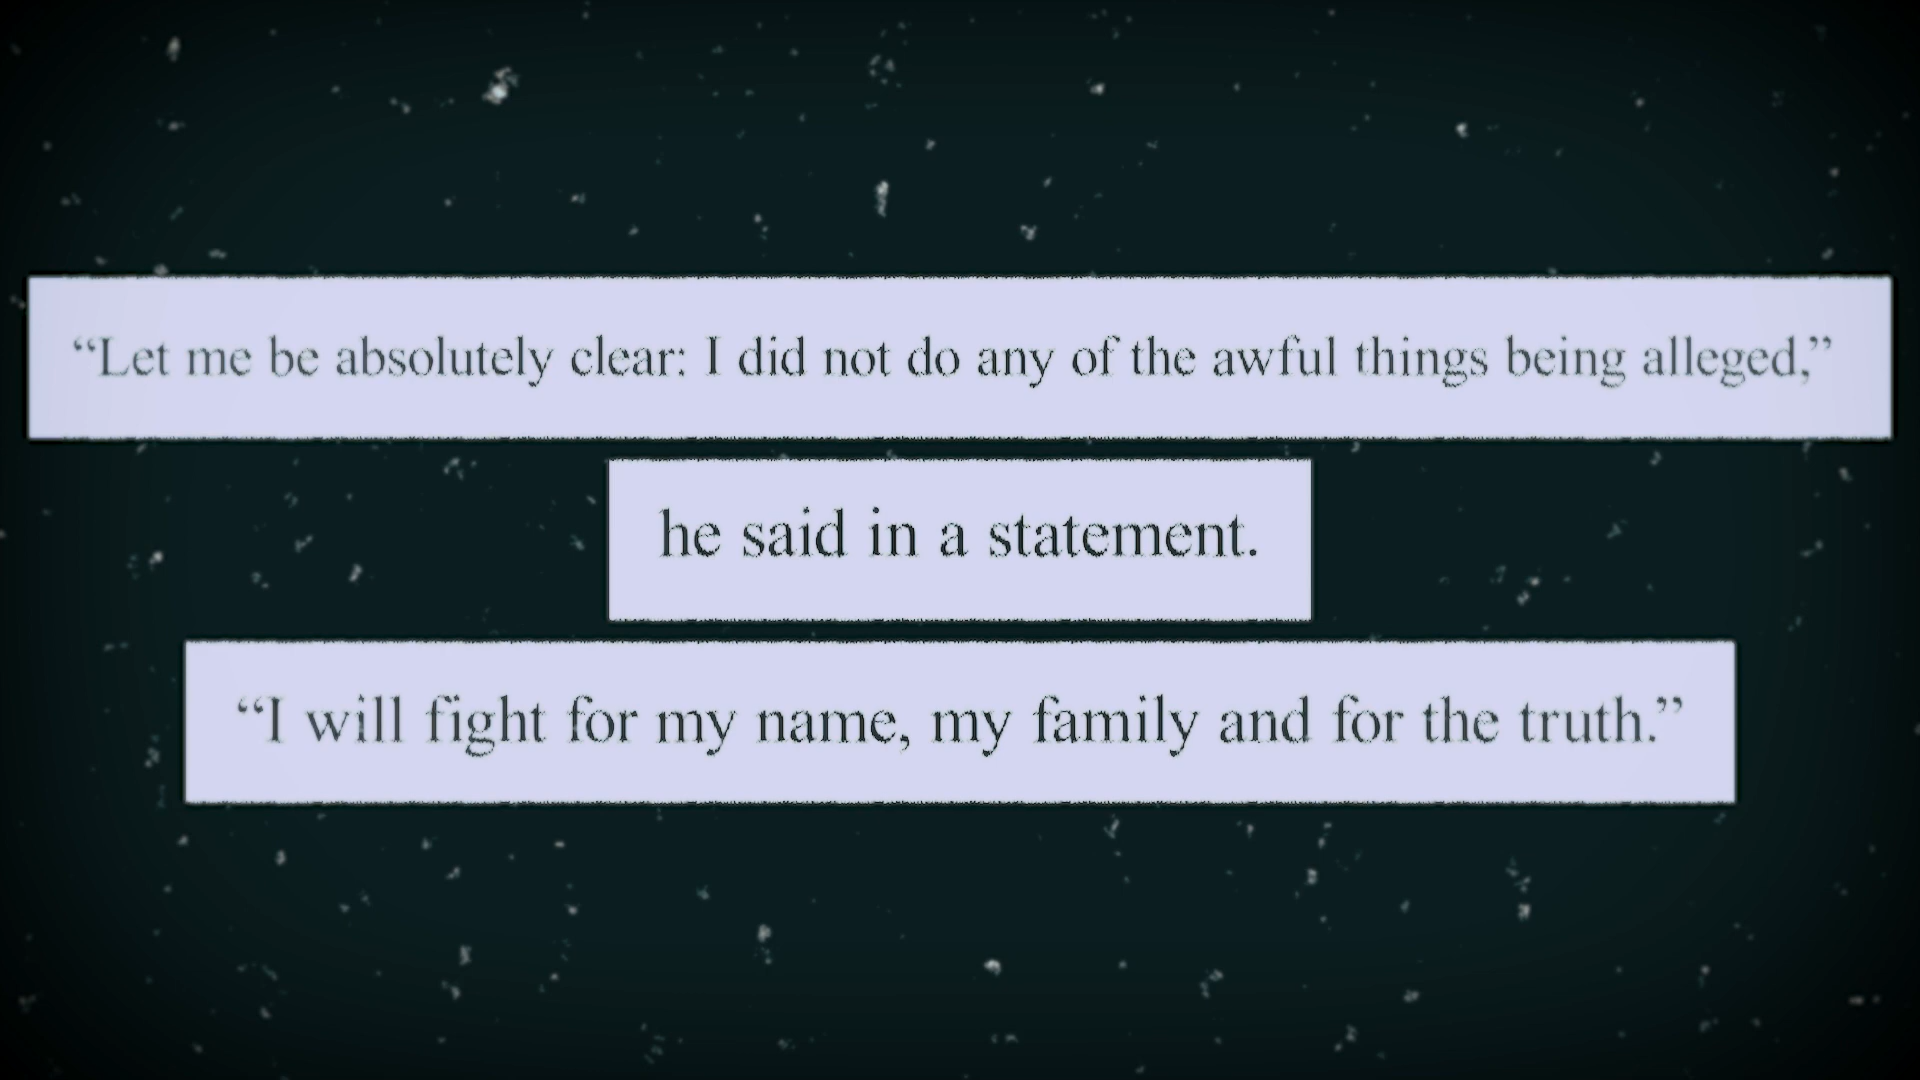 “Let me be absolutely clear: I did not do any of the awful things being alleged,”
he said in a statement.
“I will fight for my name, my family and for the truth.”